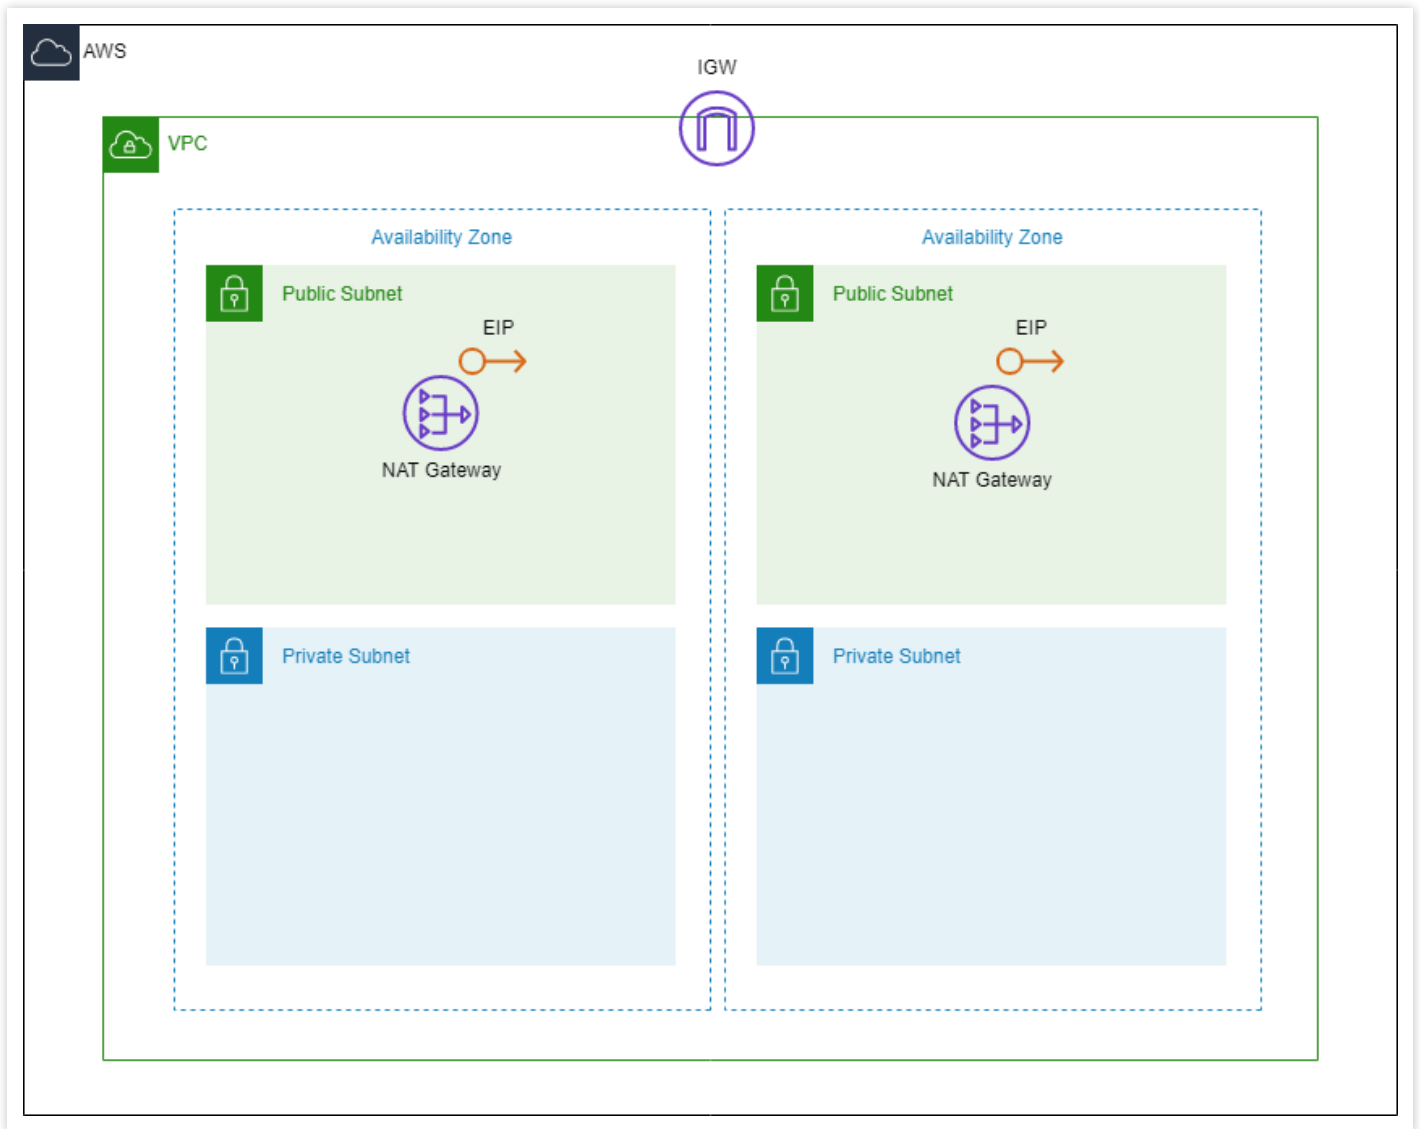 AWS
IGW
VPC
Availability Zone
Public Subnet
EIP
NAT Gateway
Private Subnet
Availability Zone
Public Subnet
EIP
NAT Gateway
Private Subnet